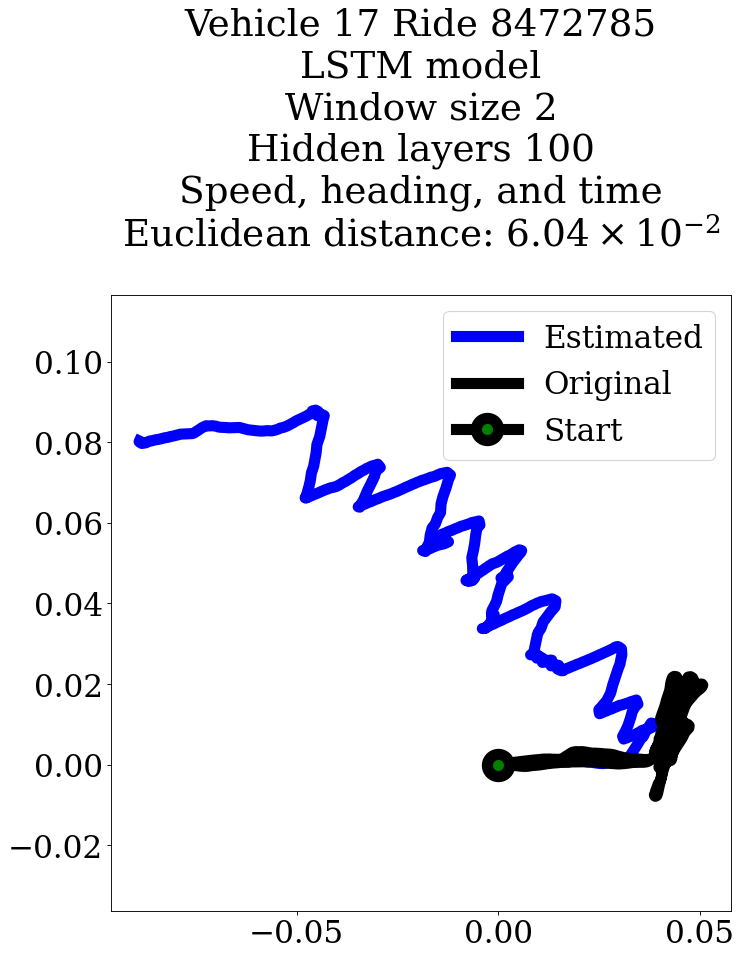 Vehicle 17 Ride 8472785
LSTM model
Window size 2
Hidden layers 100
Speed, heading, and time
Euclidean distance: 6.04 × 10⁻²
Estimated
Original
Start
0.10
0.08
0.06
0.04
0.02
0.00
−0.02
−0.05 0.00 0.05